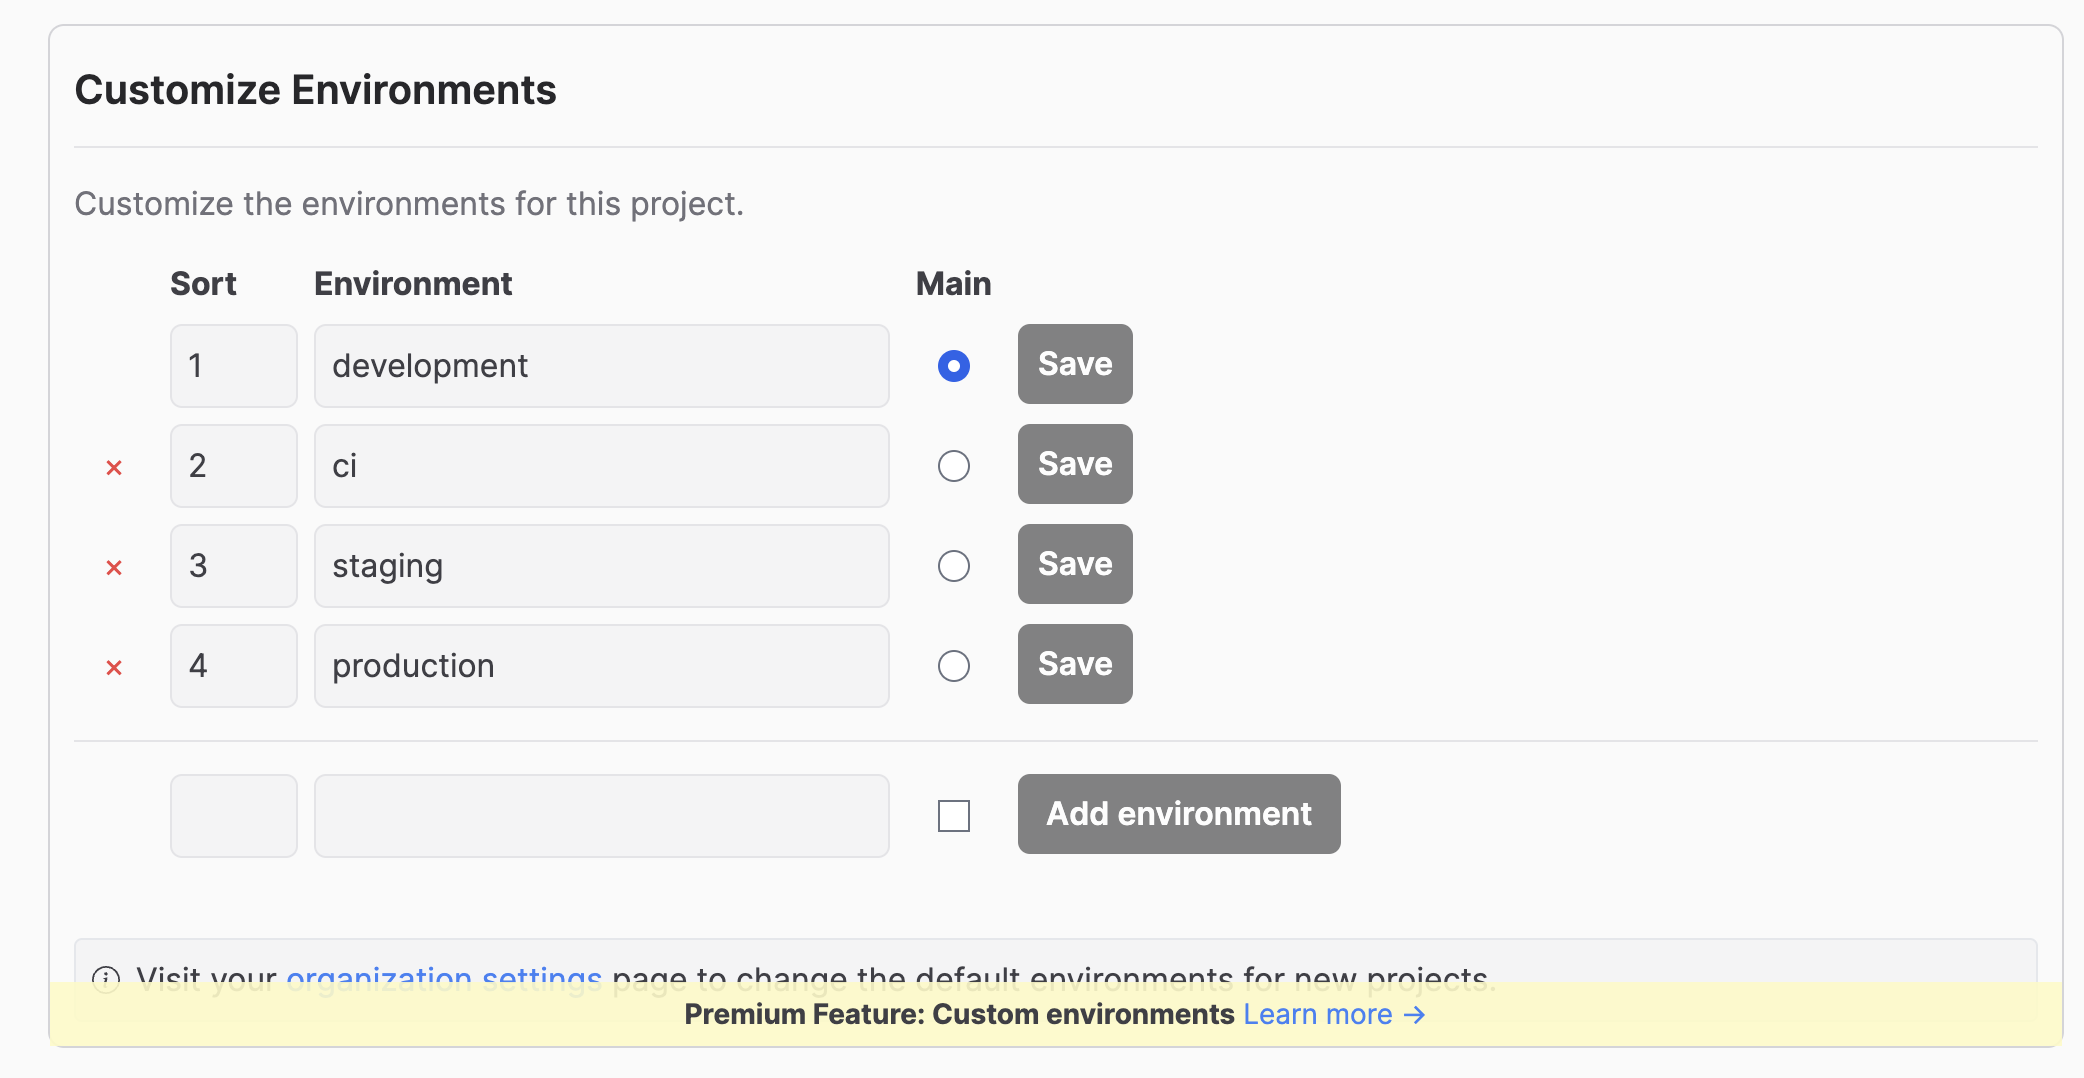 Customize Environments
Customize the environments for this project.
Sort Environment Main
1 development Save
× 2 ci Save
× 3 staging Save
× 4 production Save
Add environment
Visit your organization settings page to change the default environments for new projects.
Premium Feature: Custom environments Learn more →